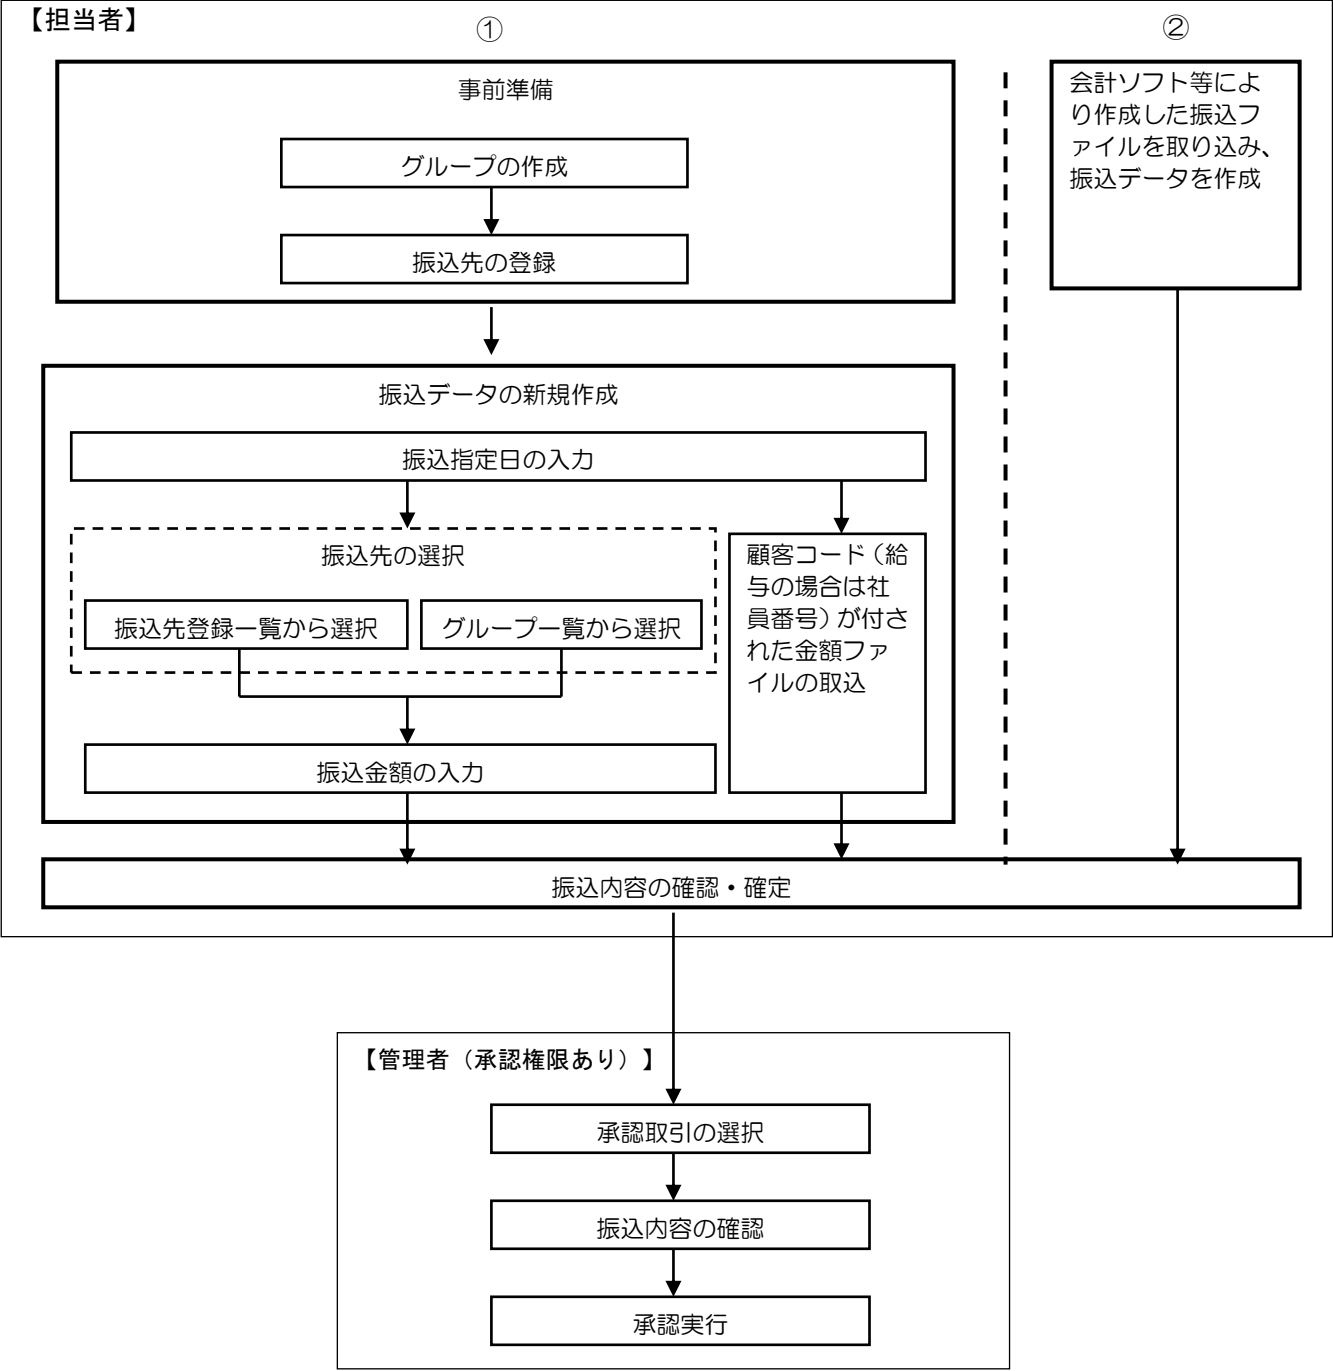 【担当者】
①
②
事前準備
グループの作成
振込先の登録
会計ソフト等によ
り作成した振込フ
ァイルを取り込み、
振込データを作成
振込データの新規作成
振込指定日の入力
振込先の選択
振込先登録一覧から選択
グループ一覧から選択
振込金額の入力
顧客コード（給
与の場合は社
員番号）が付さ
れた金額ファ
イルの取込
振込内容の確認・確定
【管理者（承認権限あり）】
承認取引の選択
振込内容の確認
承認実行